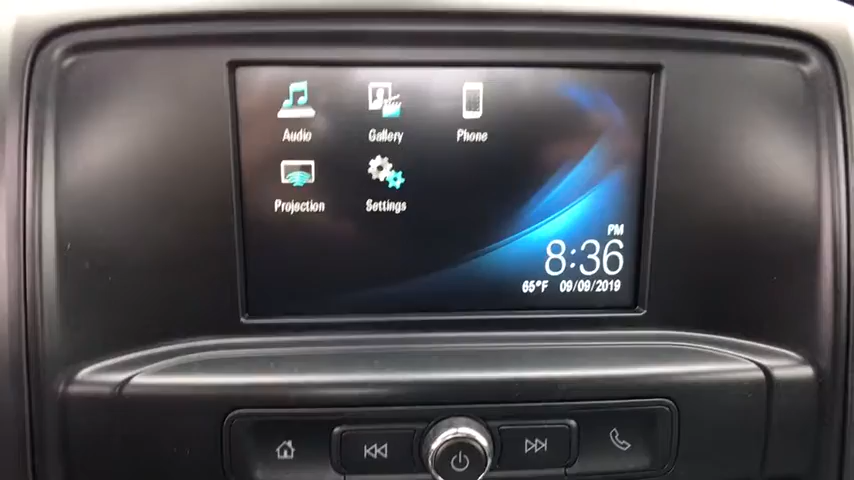 Audio Gallery Phone
Projection Settings
PM
8:36
65°F 09/09/2019